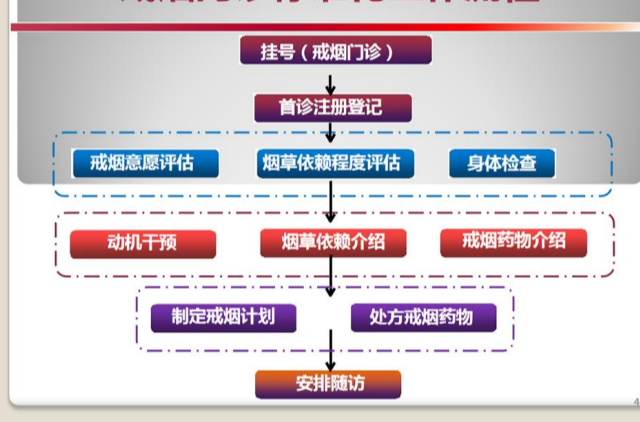 挂号（戒烟门诊）
首诊注册登记
戒烟意愿评估 烟草依赖程度评估 身体检查
动机干预 烟草依赖介绍 戒烟药物介绍
制定戒烟计划 处方戒烟药物
安排随访
4